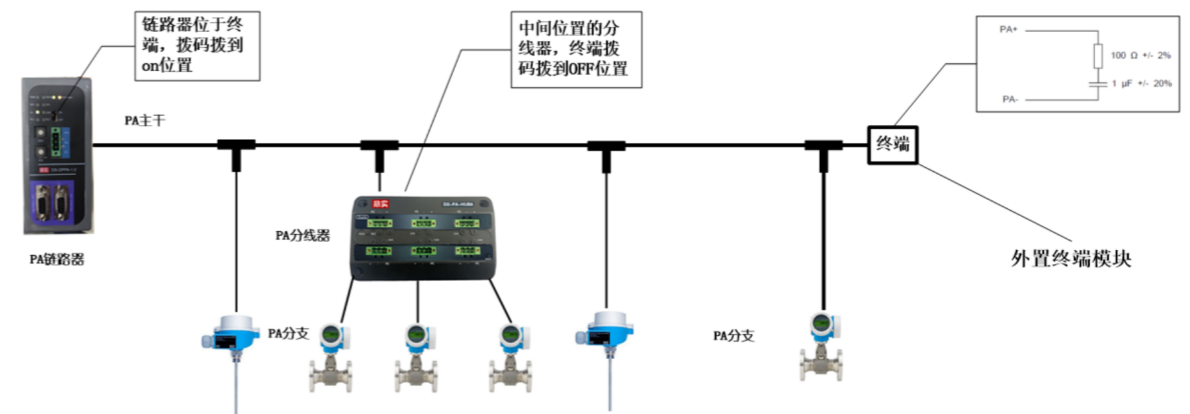 链路器位于终
端，拨码拨到
on位置
中间位置的分
线器，终端拨
码拨到OFF位置
PA+
100 Ω +/- 2%
1 µF +/- 20%
PA-
PA主干
终端
PA分线器
PA链路器
外置终端模块
PA分支
PA分支